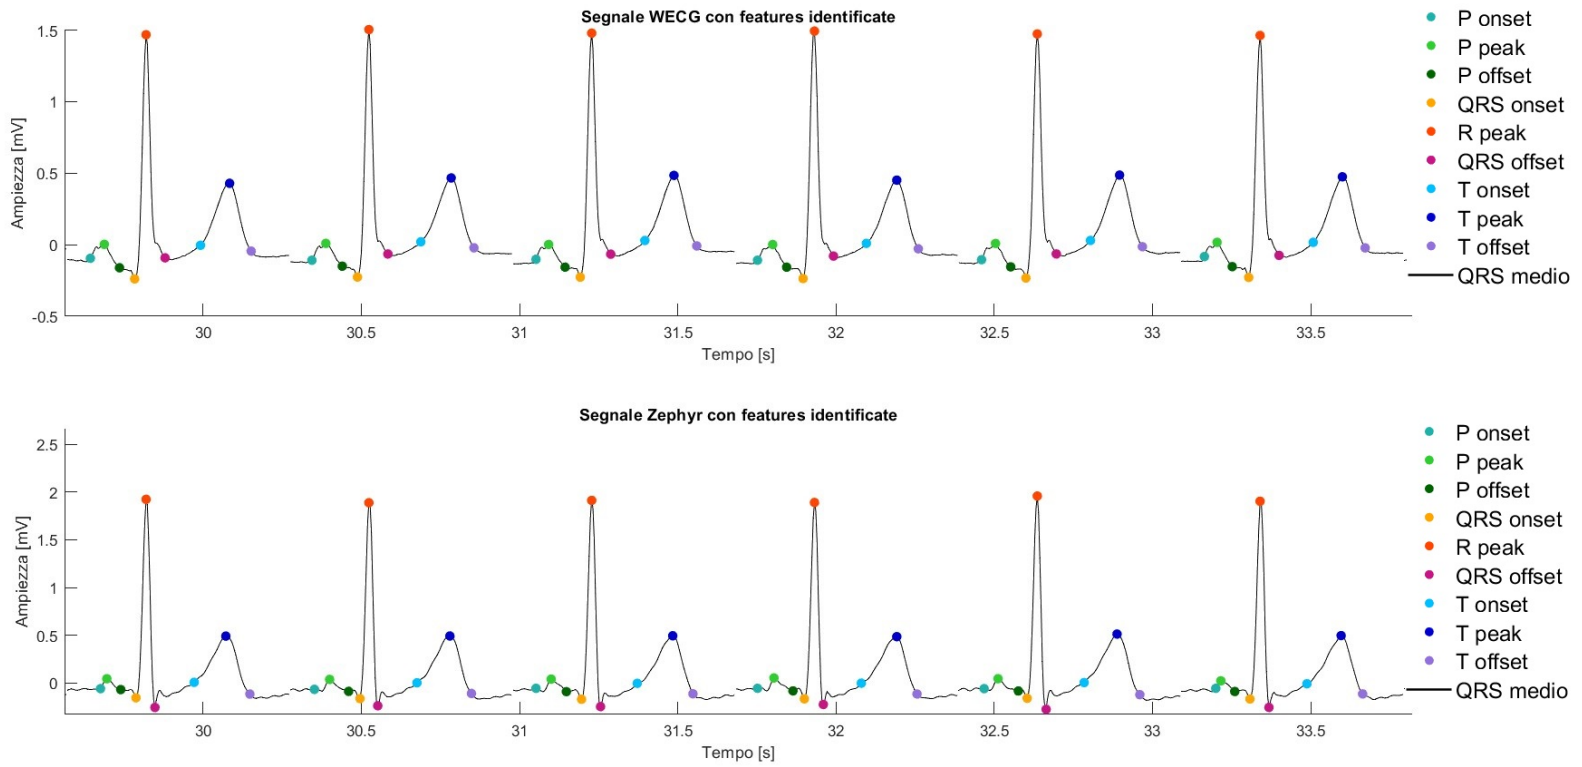 Segnale WECG con features identificate
1.5
1
0.5
0
-0.5
Ampiezza [mV]
30
30.5
31
31.5
32
32.5
33
33.5
Tempo [s]
P onset
P peak
P offset
QRS onset
R peak
QRS offset
T onset
T peak
T offset
QRS medio
Segnale Zephyr con features identificate
2.5
2
1.5
1
0.5
0
Ampiezza [mV]
30
30.5
31
31.5
32
32.5
33
33.5
Tempo [s]
P onset
P peak
P offset
QRS onset
R peak
QRS offset
T onset
T peak
T offset
QRS medio